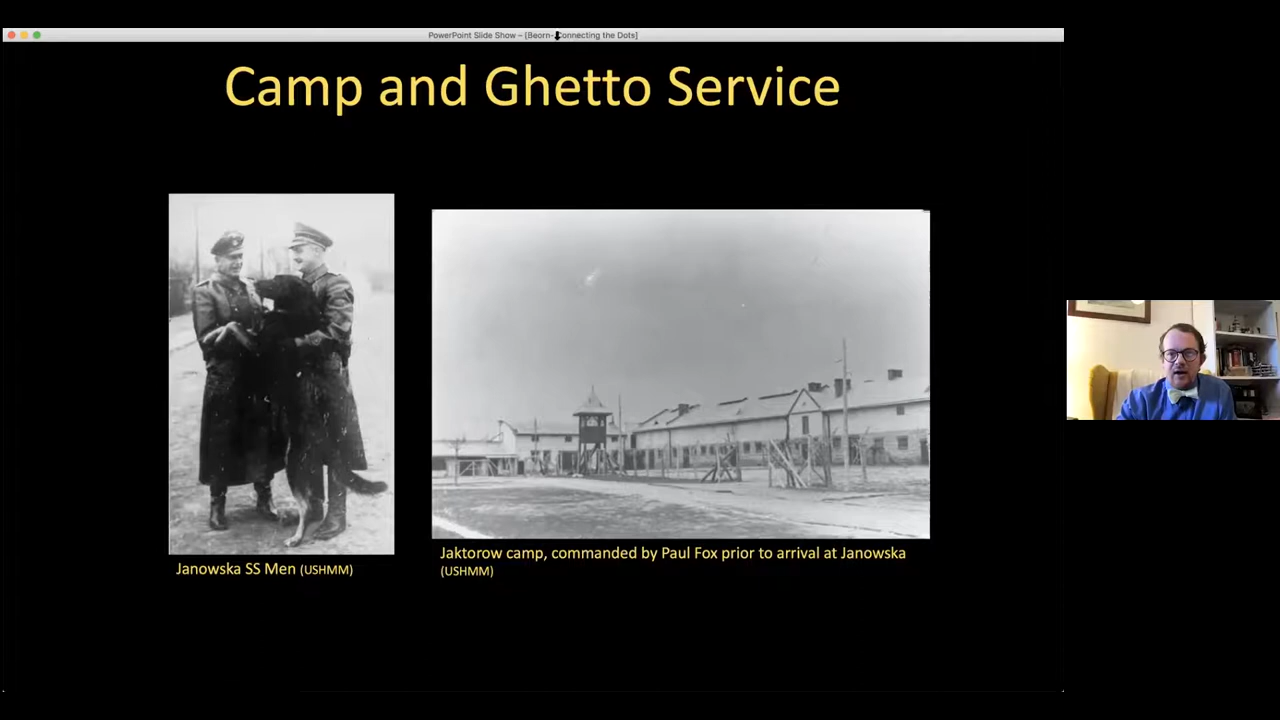 PowerPoint Slide Show – [Beorn- Connecting the Dots]
Camp and Ghetto Service
Janowska SS Men (USHMM)
Jaktorow camp, commanded by Paul Fox prior to arrival at Janowska
(USHMM)